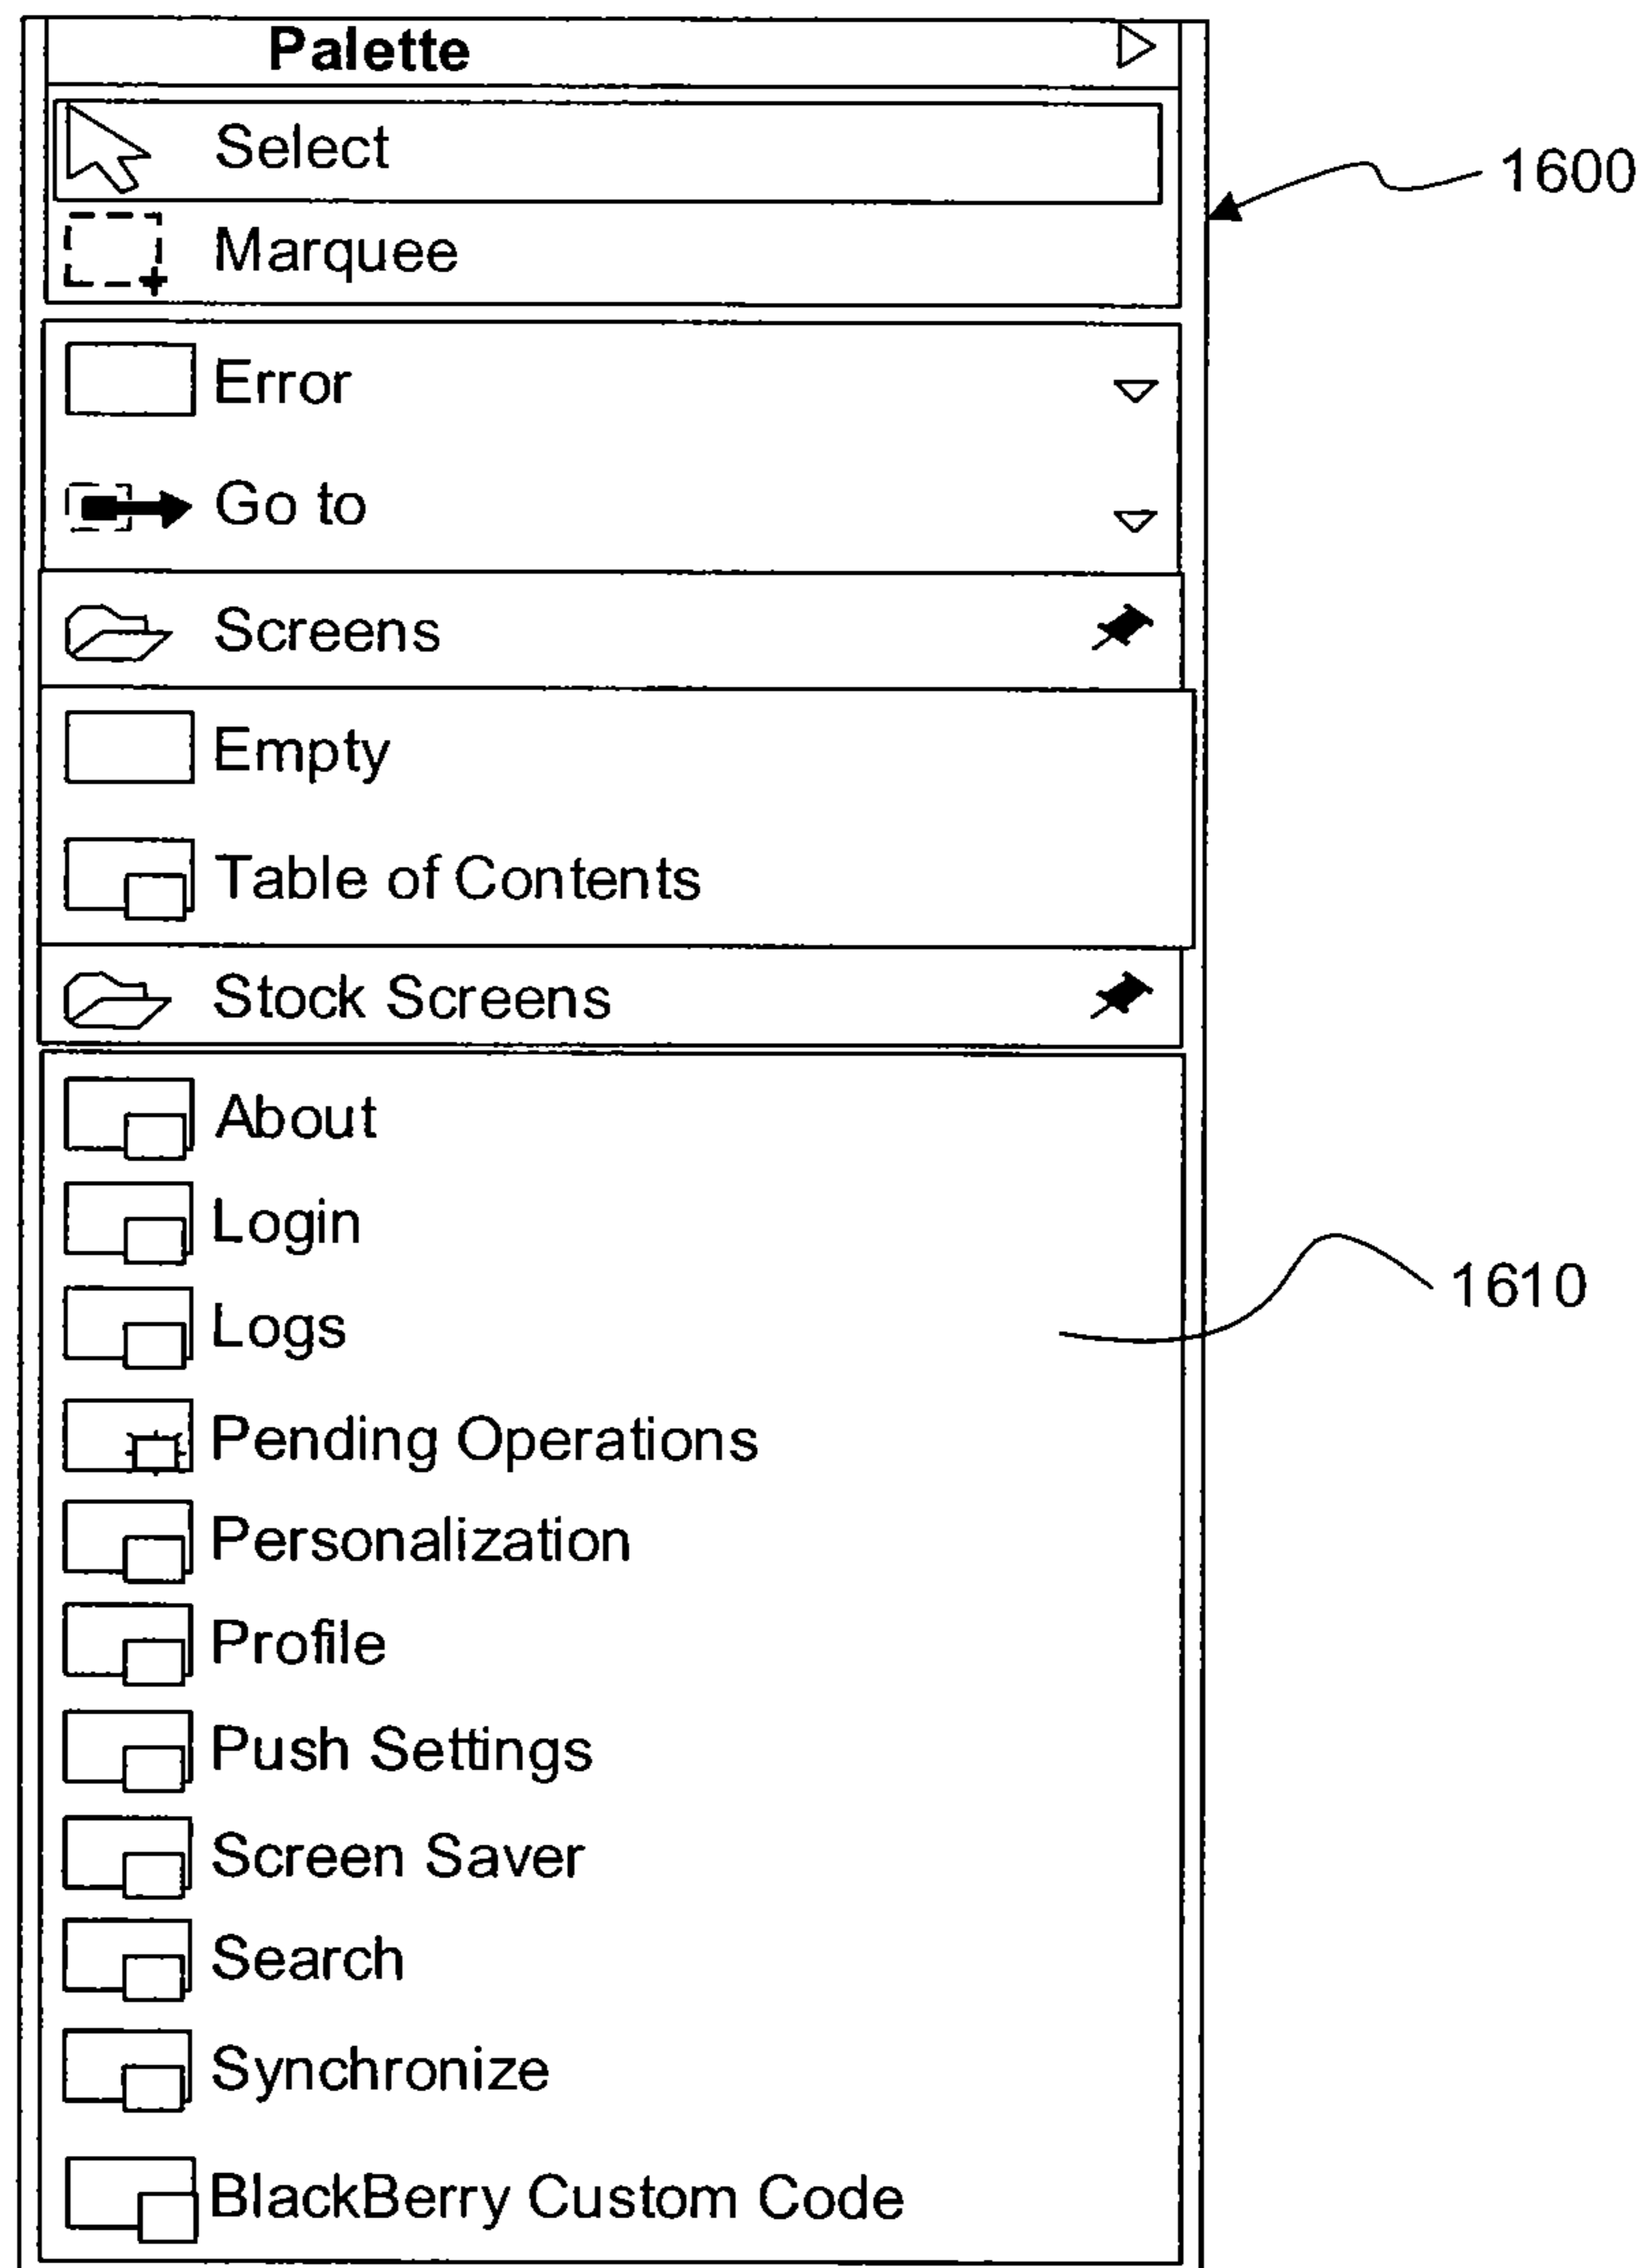 Palette
Select
1600
Marquee
Error
Go to
Screens
Empty
Table of Contents
Stock Screens
About
Login
1610
Logs
Pending Operations
Personalization
Profile
Push Settings
Screen Saver
Search
Synchronize
BlackBerry Custom Code